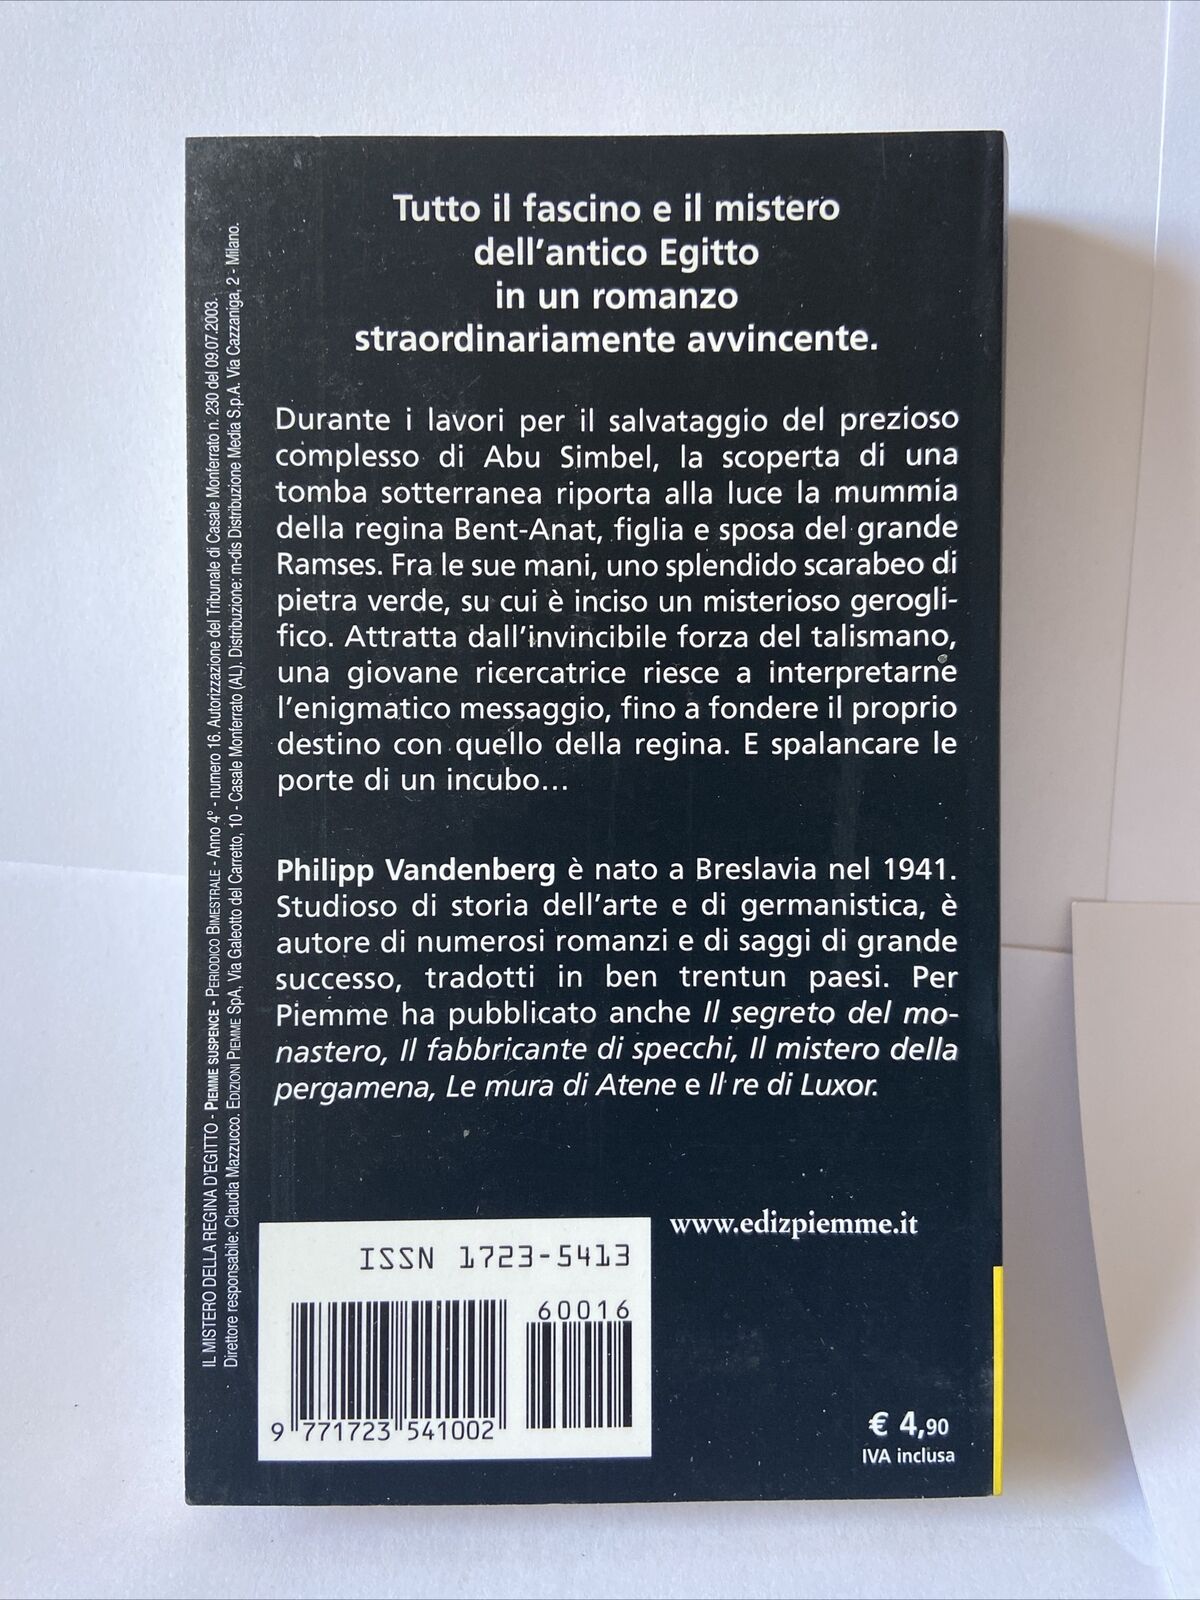 Tutto il fascino e il mistero
dell'antico Egitto
in un romanzo
straordinariamente avvincente.
Durante i lavori per il salvataggio del prezioso
complesso di Abu Simbel, la scoperta di una
tomba sotterranea riporta alla luce la mummia
della regina Bent-Anat, figlia e sposa del grande
Ramses. Fra le sue mani, uno splendido scarabeo di
pietra verde, su cui è inciso un misterioso gerogli-
fico. Attratta dall'invincibile forza del talismano,
una giovane ricercatrice riesce a interpretarne
l'enigmatico messaggio, fino a fondere il proprio
destino con quello della regina. E spalancare le
porte di un incubo...
Philipp Vandenberg è nato a Breslavia nel 1941.
Studioso di storia dell'arte e di germanistica, è
autore di numerosi romanzi e di saggi di grande
successo, tradotti in ben trentun paesi. Per
Piemme ha pubblicato anche Il segreto del mo-
nastero, Il fabbricante di specchi, Il mistero della
pergamena, Le mura di Atene e Il re di Luxor.
www.edizpiemme.it
ISSN 1723-5413
60016
9 771723 541002
€ 4,90
IVA inclusa
IL MISTERO DELLA REGINA D'EGITTO - PIEMME SUSPENCE - PERIODICO BIMESTRALE - Anno 4° - numero 16. Autorizzazione del Tribunale di Casale Monferrato n. 230 del 09.07.2003.
Direttore responsabile: Claudia Mazzucco. EDIZIONI PIEMME SpA, Via Galeotto del Carretto, 10 - Casale Monferrato (AL). Distribuzione: m-dis Distribuzione Media S.p.A. Via Cazzaniga, 2 - Milano.